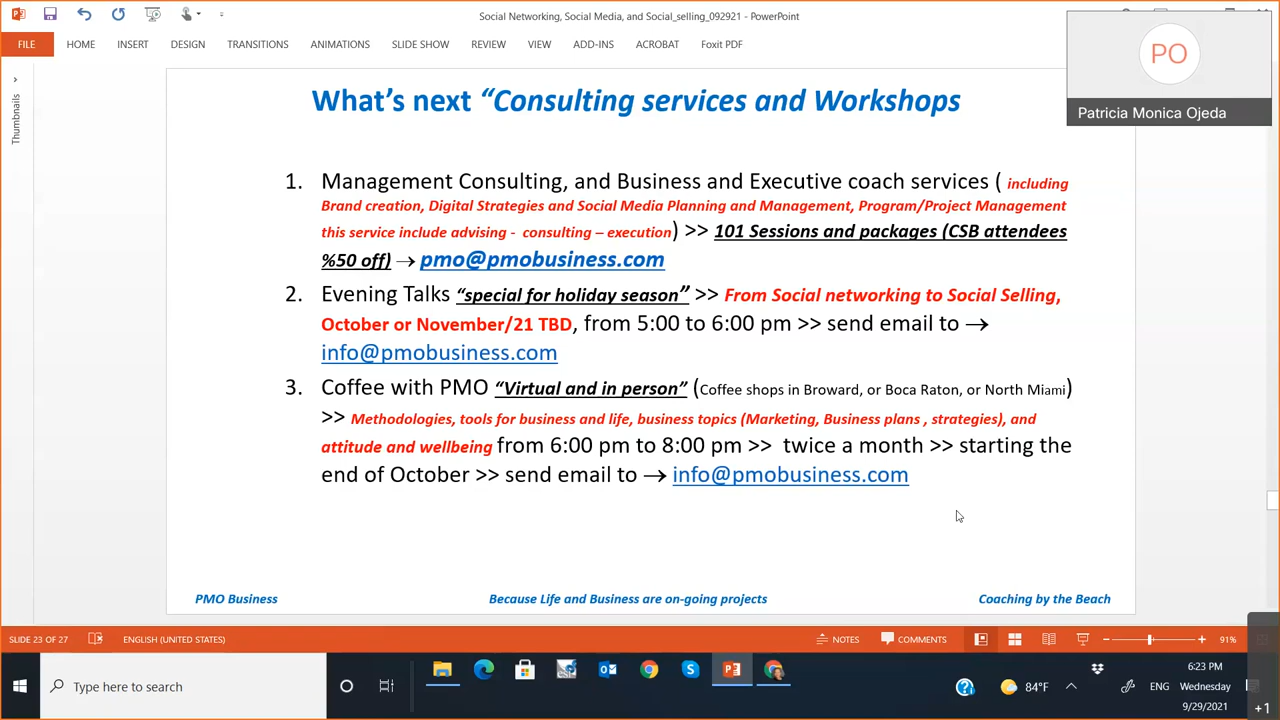 Social Networking, Social Media, and Social_selling_092921 - PowerPoint
FILE HOME INSERT DESIGN TRANSITIONS ANIMATIONS SLIDE SHOW REVIEW VIEW ADD-INS ACROBAT Foxit PDF
PO
Patricia Monica Ojeda
Thumbnails
What's next “Consulting services and Workshops
1. Management Consulting, and Business and Executive coach services ( including
Brand creation, Digital Strategies and Social Media Planning and Management, Program/Project Management
this service include advising - consulting – execution) >> 101 Sessions and packages (CSB attendees
%50 off) → pmo@pmobusiness.com
2. Evening Talks “special for holiday season” >> From Social networking to Social Selling,
October or November/21 TBD, from 5:00 to 6:00 pm >> send email to →
info@pmobusiness.com
3. Coffee with PMO “Virtual and in person” (Coffee shops in Broward, or Boca Raton, or North Miami)
>> Methodologies, tools for business and life, business topics (Marketing, Business plans , strategies), and
attitude and wellbeing from 6:00 pm to 8:00 pm >> twice a month >> starting the
end of October >> send email to → info@pmobusiness.com
PMO Business Because Life and Business are on-going projects Coaching by the Beach
SLIDE 23 OF 27 ENGLISH (UNITED STATES) NOTES COMMENTS 91%
Type here to search 84°F ENG 6:23 PM
Wednesday
9/29/2021
+1